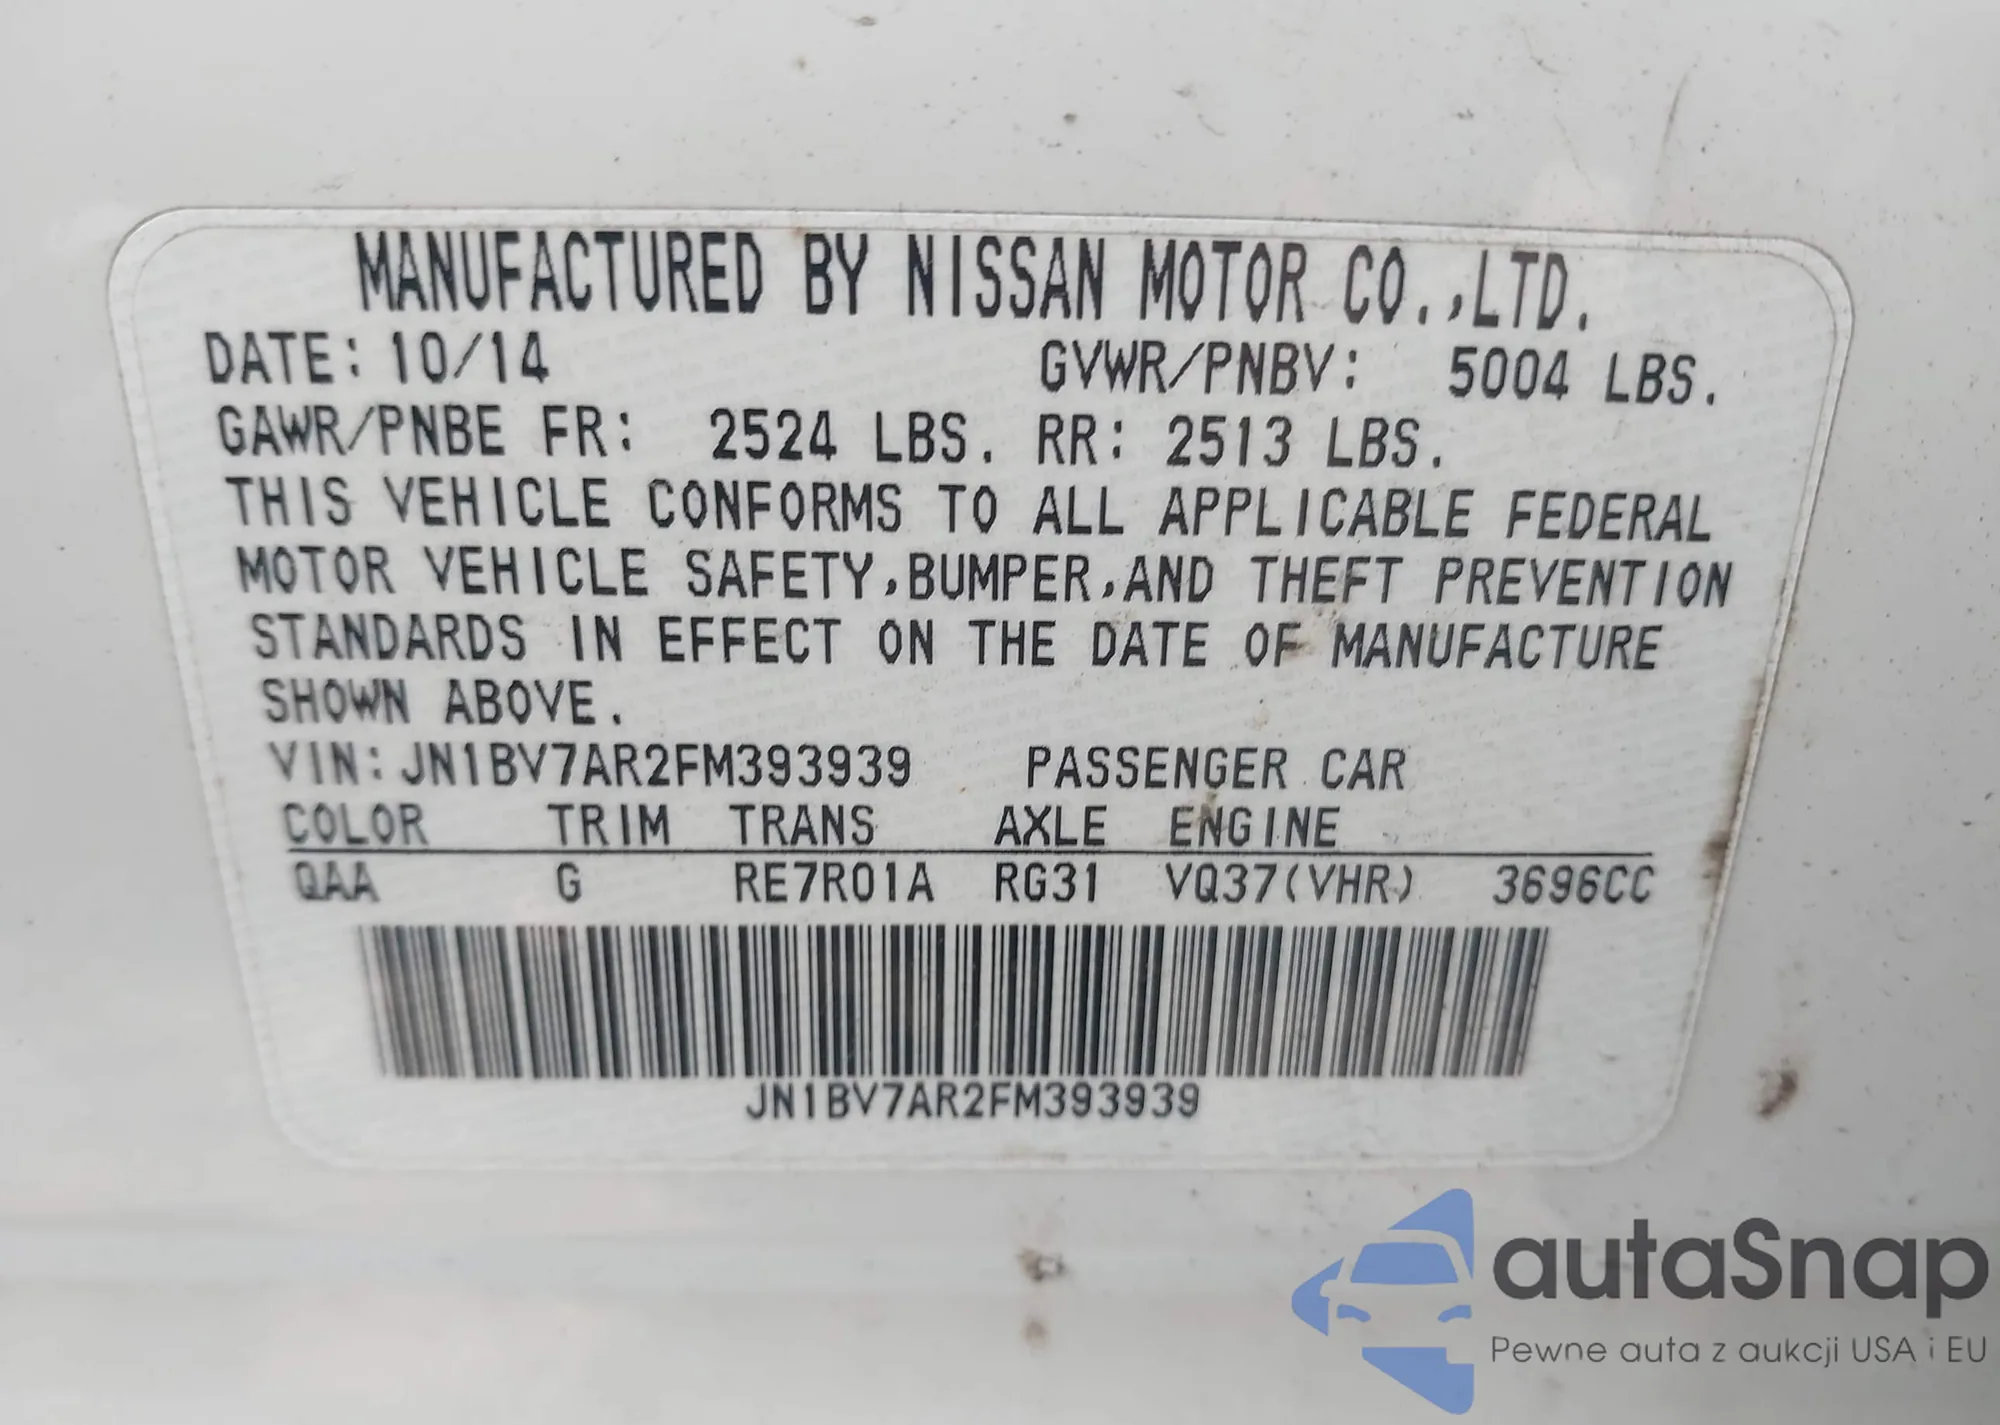 MANUFACTURED BY NISSAN MOTOR CO.,LTD.
DATE: 10/14 GVWR/PNBV: 5004 LBS.
GAWR/PNBE FR: 2524 LBS. RR: 2513 LBS.
THIS VEHICLE CONFORMS TO ALL APPLICABLE FEDERAL
MOTOR VEHICLE SAFETY,BUMPER,AND THEFT PREVENTION
STANDARDS IN EFFECT ON THE DATE OF MANUFACTURE
SHOWN ABOVE.
VIN:JN1BV7AR2FM393939 PASSENGER CAR
COLOR TRIM TRANS AXLE ENGINE
QAA G RE7R01A RG31 VQ37(VHR) 3696CC
JN1BV7AR2FM393939
autaSnap
Pewne auta z aukcji USA i EU